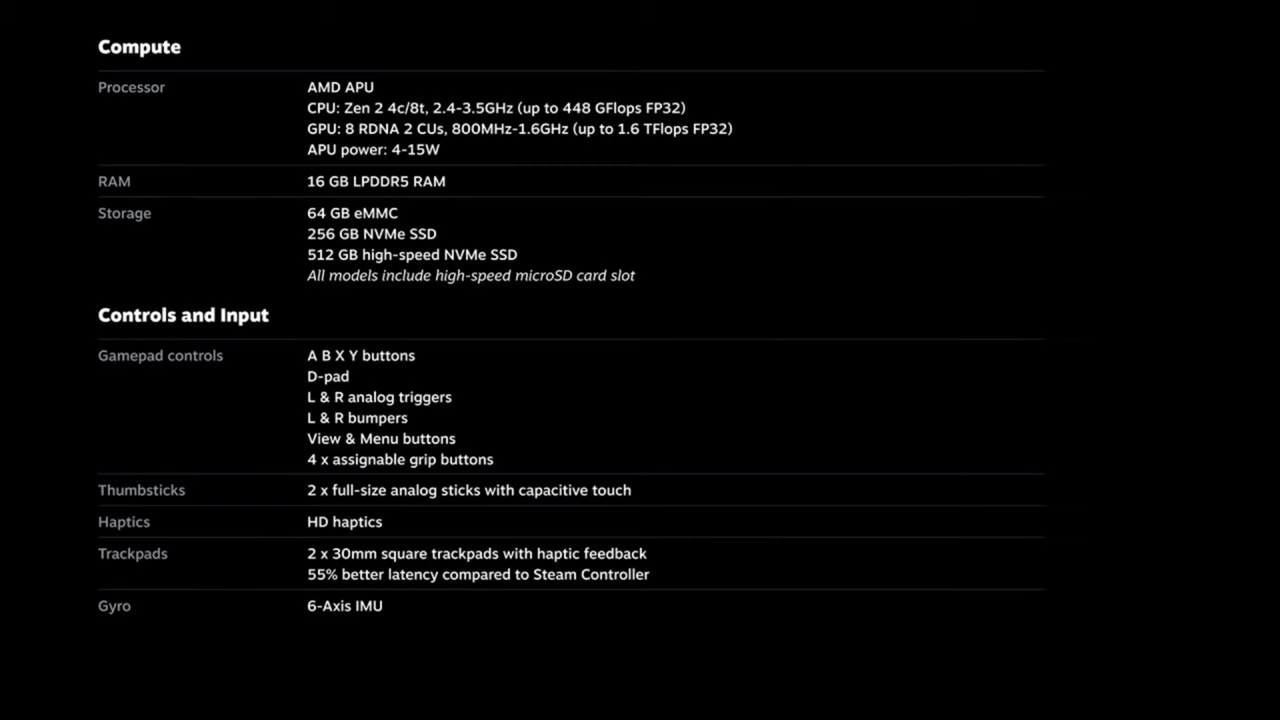 Compute
Processor
AMD APU
CPU: Zen 2 4c/8t, 2.4-3.5GHz (up to 448 GFlops FP32)
GPU: 8 RDNA 2 CUs, 800MHz-1.6GHz (up to 1.6 TFlops FP32)
APU power: 4-15W
RAM
16 GB LPDDR5 RAM
Storage
64 GB eMMC
256 GB NVMe SSD
512 GB high-speed NVMe SSD
All models include high-speed microSD card slot
Controls and Input
Gamepad controls
A B X Y buttons
D-pad
L & R analog triggers
L & R bumpers
View & Menu buttons
4 x assignable grip buttons
Thumbsticks
2 x full-size analog sticks with capacitive touch
Haptics
HD haptics
Trackpads
2 x 30mm square trackpads with haptic feedback
55% better latency compared to Steam Controller
Gyro
6-Axis IMU